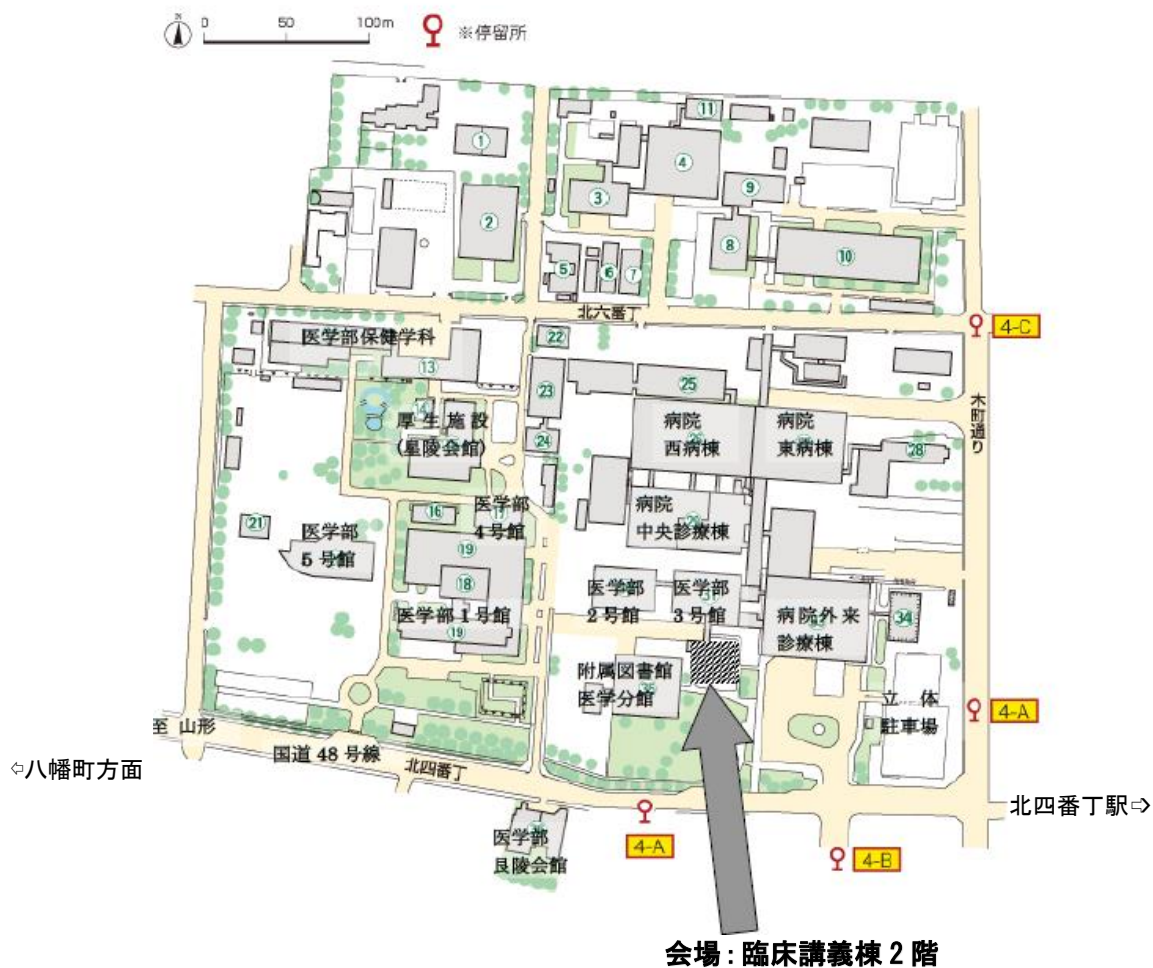 N
0 50 100m
※停留所
11
1
4
9
3
2
8
5
6
7
10
北六番丁
4-C
医学部保健学科
22
13
25
23
木町通り
14
厚生施設
(星陵会館)
病院
西病棟
病院
東病棟
24
28
医学部
4号館
17
16
病院
中央診療棟
29
21
医学部
5号館
19
18
医学部
2号館
医学部
3号館
31
医学部1号館
19
病院外来
診療棟
34
附属図書館
医学分館
35
立体
駐車場
4-A
至 山形
国道48号線
北四番丁
⇦八幡町方面
北四番丁駅⇨
医学部
艮陵会館
4-A
4-B
会場:臨床講義棟2階